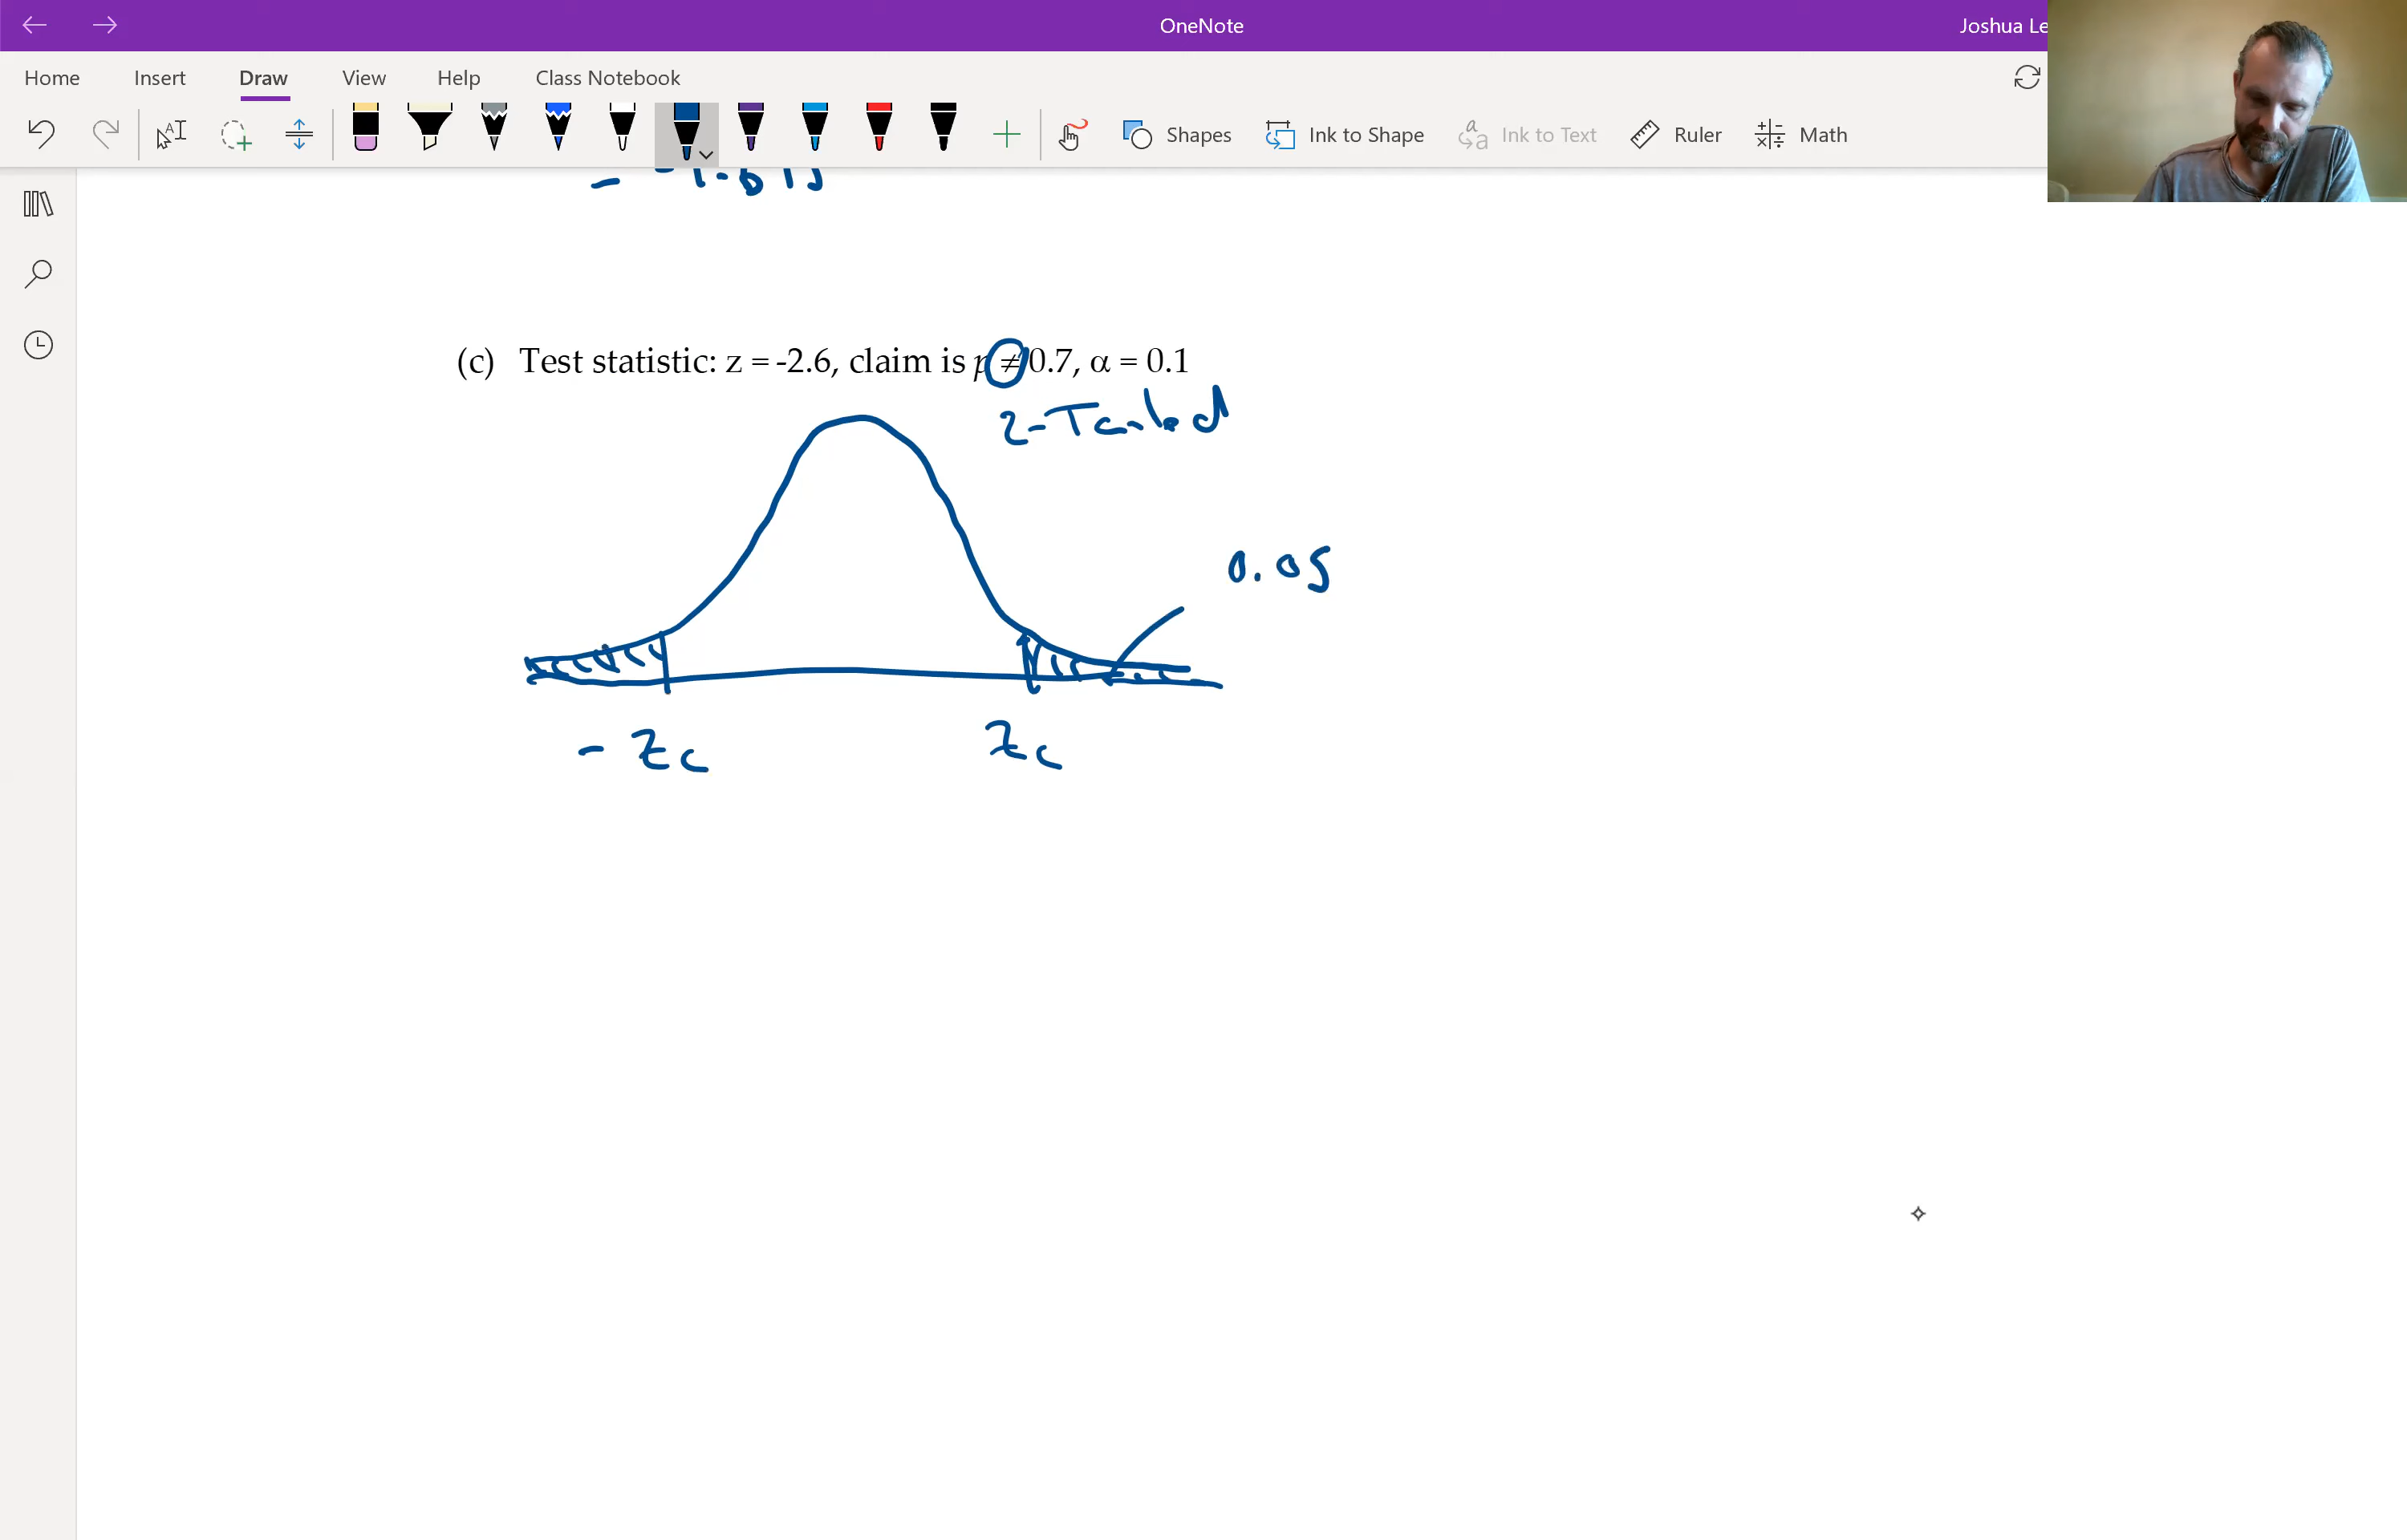 OneNote
Joshua Le
Home Insert Draw View Help Class Notebook
Shapes Ink to Shape Ink to Text Ruler Math
(c) Test statistic: z = -2.6, claim is p ≠ 0.7, α = 0.1
2-Tailed
0.05
- Zc Zc